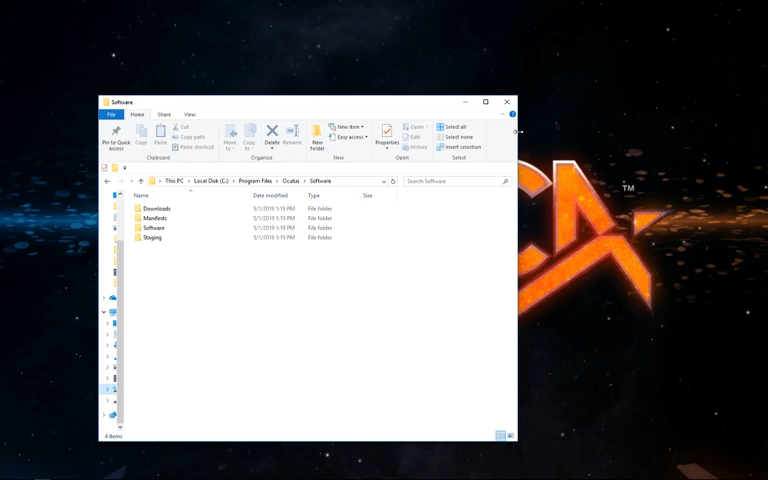 Software
File Home Share View
Pin to Quick access
Copy
Paste
Cut
Copy path
Paste shortcut
Clipboard
Move to
Copy to
Delete
Rename
Organize
New folder
New item
Easy access
New
Properties
Open
Edit
History
Open
Select all
Select none
Invert selection
Select
This PC > Local Disk (C:) > Program Files > Oculus > Software
Search Software
Name Date modified Type Size
Downloads 5/1/2019 1:19 PM File folder
Manifests 5/1/2019 1:19 PM File folder
Software 5/1/2019 1:19 PM File folder
Staging 5/1/2019 1:19 PM File folder
4 items
CA
TM